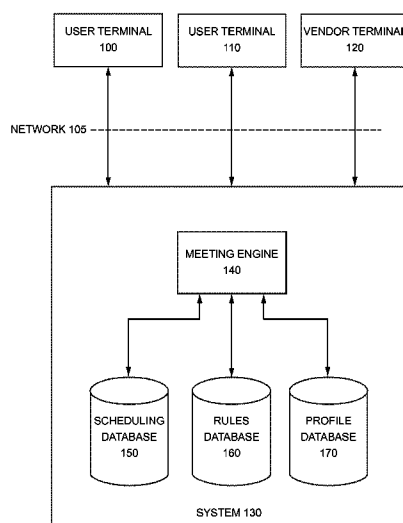 USER TERMINAL
100
USER TERMINAL
110
VENDOR TERMINAL
120
NETWORK 105
MEETING ENGINE
140
SCHEDULING
DATABASE
150
RULES
DATABASE
160
PROFILE
DATABASE
170
SYSTEM 130